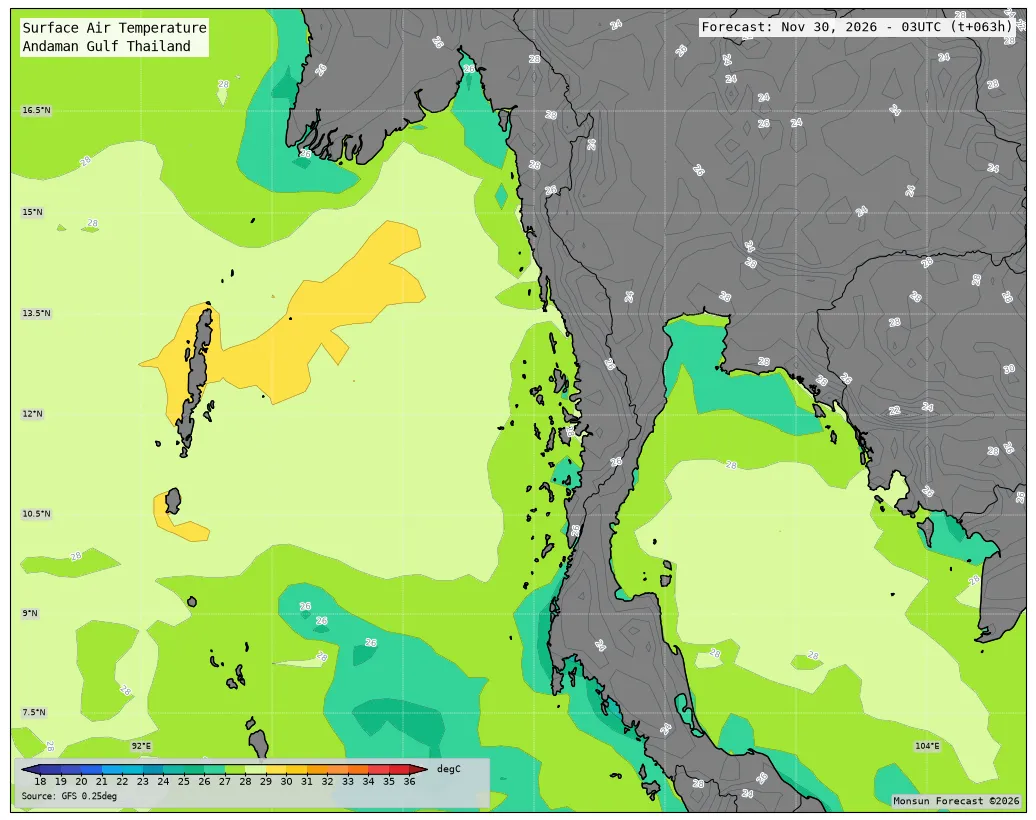 Surface Air Temperature
Andaman Gulf Thailand
Forecast: Nov 30, 2026 - 03UTC (t+063h)
16.5°N
15°N
13.5°N
12°N
10.5°N
9°N
7.5°N
92°E
104°E
18 19 20 21 22 23 24 25 26 28 29 30 31 32 33 34 35 36 degC
Source: GFS 0.25deg
Monsun Forecast ©2026